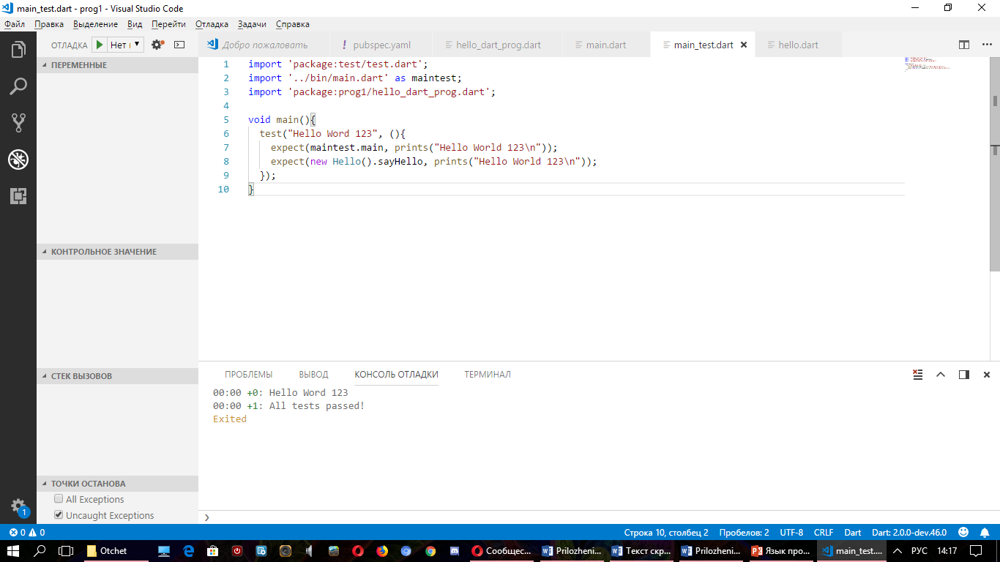 main_test.dart - prog1 - Visual Studio Code
Файл Правка Выделение Вид Перейти Отладка Задачи Справка
ОТЛАДКА Нет
Добро пожаловать pubspec.yaml hello_dart_prog.dart main.dart main_test.dart hello.dart
ПЕРЕМЕННЫЕ
КОНТРОЛЬНОЕ ЗНАЧЕНИЕ
СТЕК ВЫЗОВОВ
ТОЧКИ ОСТАНОВА
All Exceptions
Uncaught Exceptions
1 import 'package:test/test.dart';
2 import '../bin/main.dart' as maintest;
3 import 'package:prog1/hello_dart_prog.dart';
4
5 void main(){
6 test("Hello Word 123", (){
7 expect(maintest.main, prints("Hello World 123\n"));
8 expect(new Hello().sayHello, prints("Hello World 123\n"));
9 });
10 }
ПРОБЛЕМЫ ВЫВОД КОНСОЛЬ ОТЛАДКИ ТЕРМИНАЛ
00:00 +0: Hello Word 123
00:00 +1: All tests passed!
Exited
1
0 0 Строка 10, столбец 2 Пробелов: 2 UTF-8 CRLF Dart Dart: 2.0.0-dev.46.0
Otchet Сообщес... Prilozheni... Текст скр... Prilozheni... Язык про... main_test.... РУС 14:17